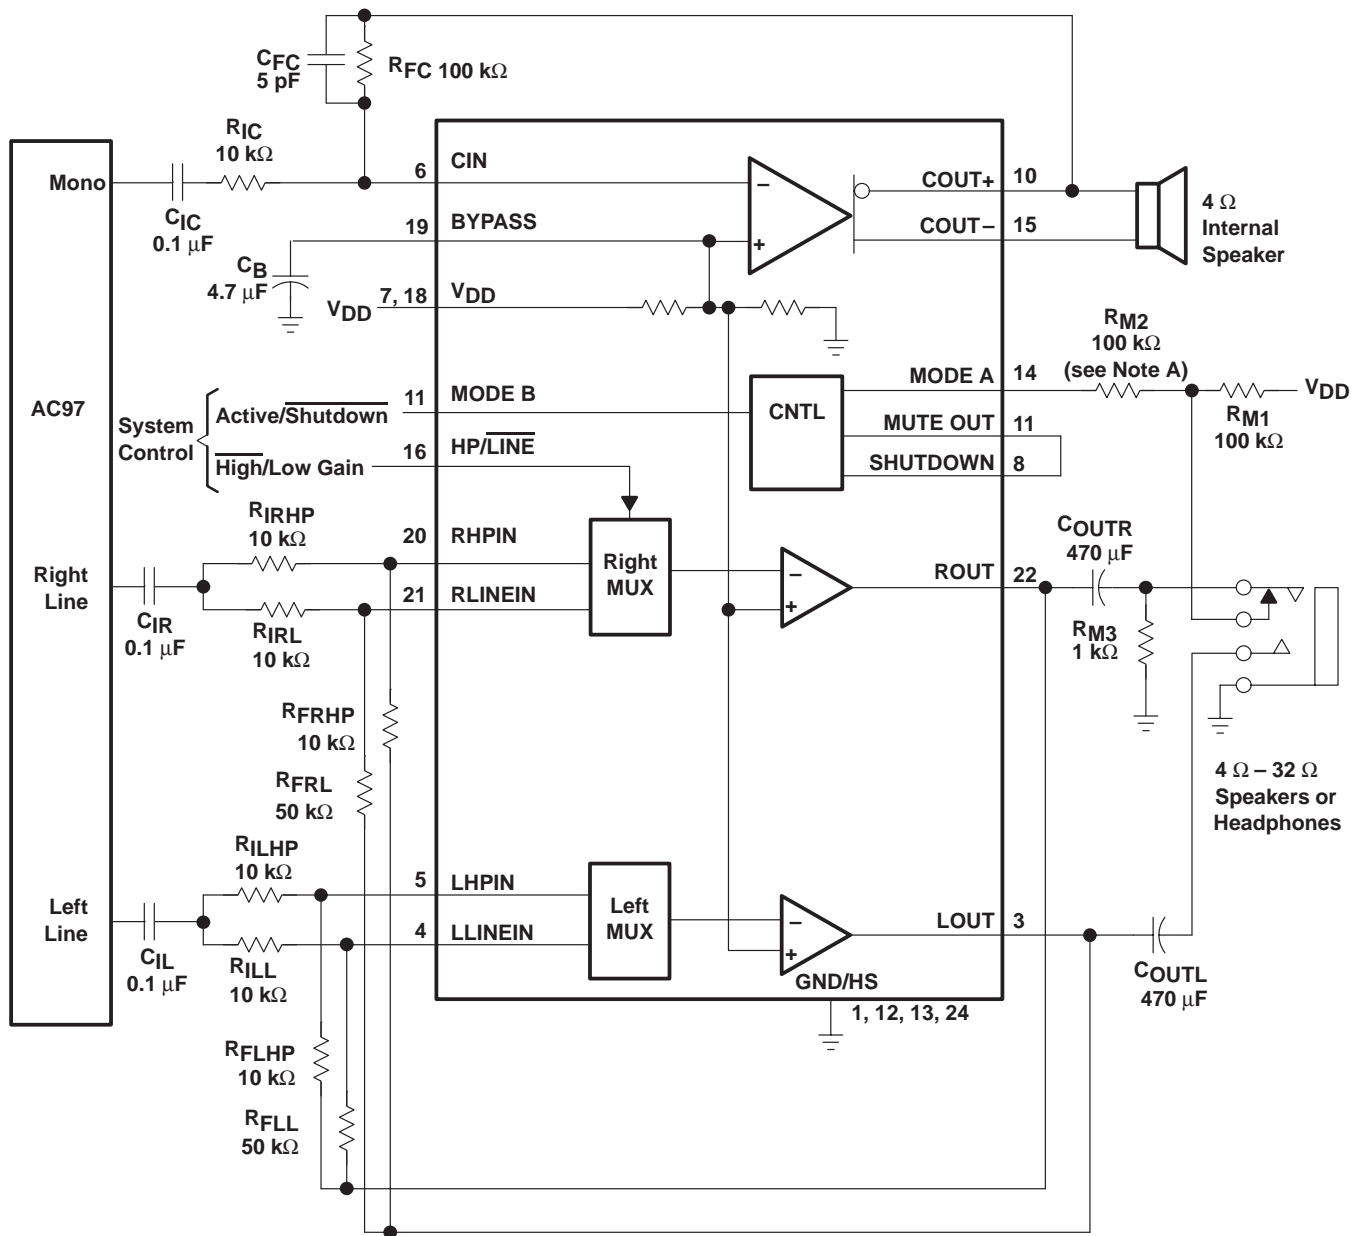 CFC
5 pF
RFC 100 kΩ
RIC
10 kΩ
Mono
CIC
0.1 μF
6
CIN
−
+
COUT+
10
COUT−
15
4 Ω
Internal
Speaker
19
BYPASS
CB
4.7 μF
VDD
7, 18
VDD
AC97
System
Control
Active/Shutdown
High/Low Gain
11
MODE B
16
HP/LINE
CNTL
MODE A
14
MUTE OUT
11
SHUTDOWN
8
RM2
100 kΩ
(see Note A)
VDD
RM1
100 kΩ
RIRHP
10 kΩ
Right
Line
CIR
0.1 μF
RIRL
10 kΩ
20
RHPIN
21
RLINEIN
Right
MUX
−
+
ROUT
22
COUTR
470 μF
RM3
1 kΩ
4 Ω – 32 Ω
Speakers or
Headphones
RFRHP
10 kΩ
RFRL
50 kΩ
RILHP
10 kΩ
Left
Line
CIL
0.1 μF
RILL
10 kΩ
5
LHPIN
4
LLINEIN
Left
MUX
−
+
LOUT
3
COUTL
470 μF
GND/HS
1, 12, 13, 24
RFLHP
10 kΩ
RFLL
50 kΩ